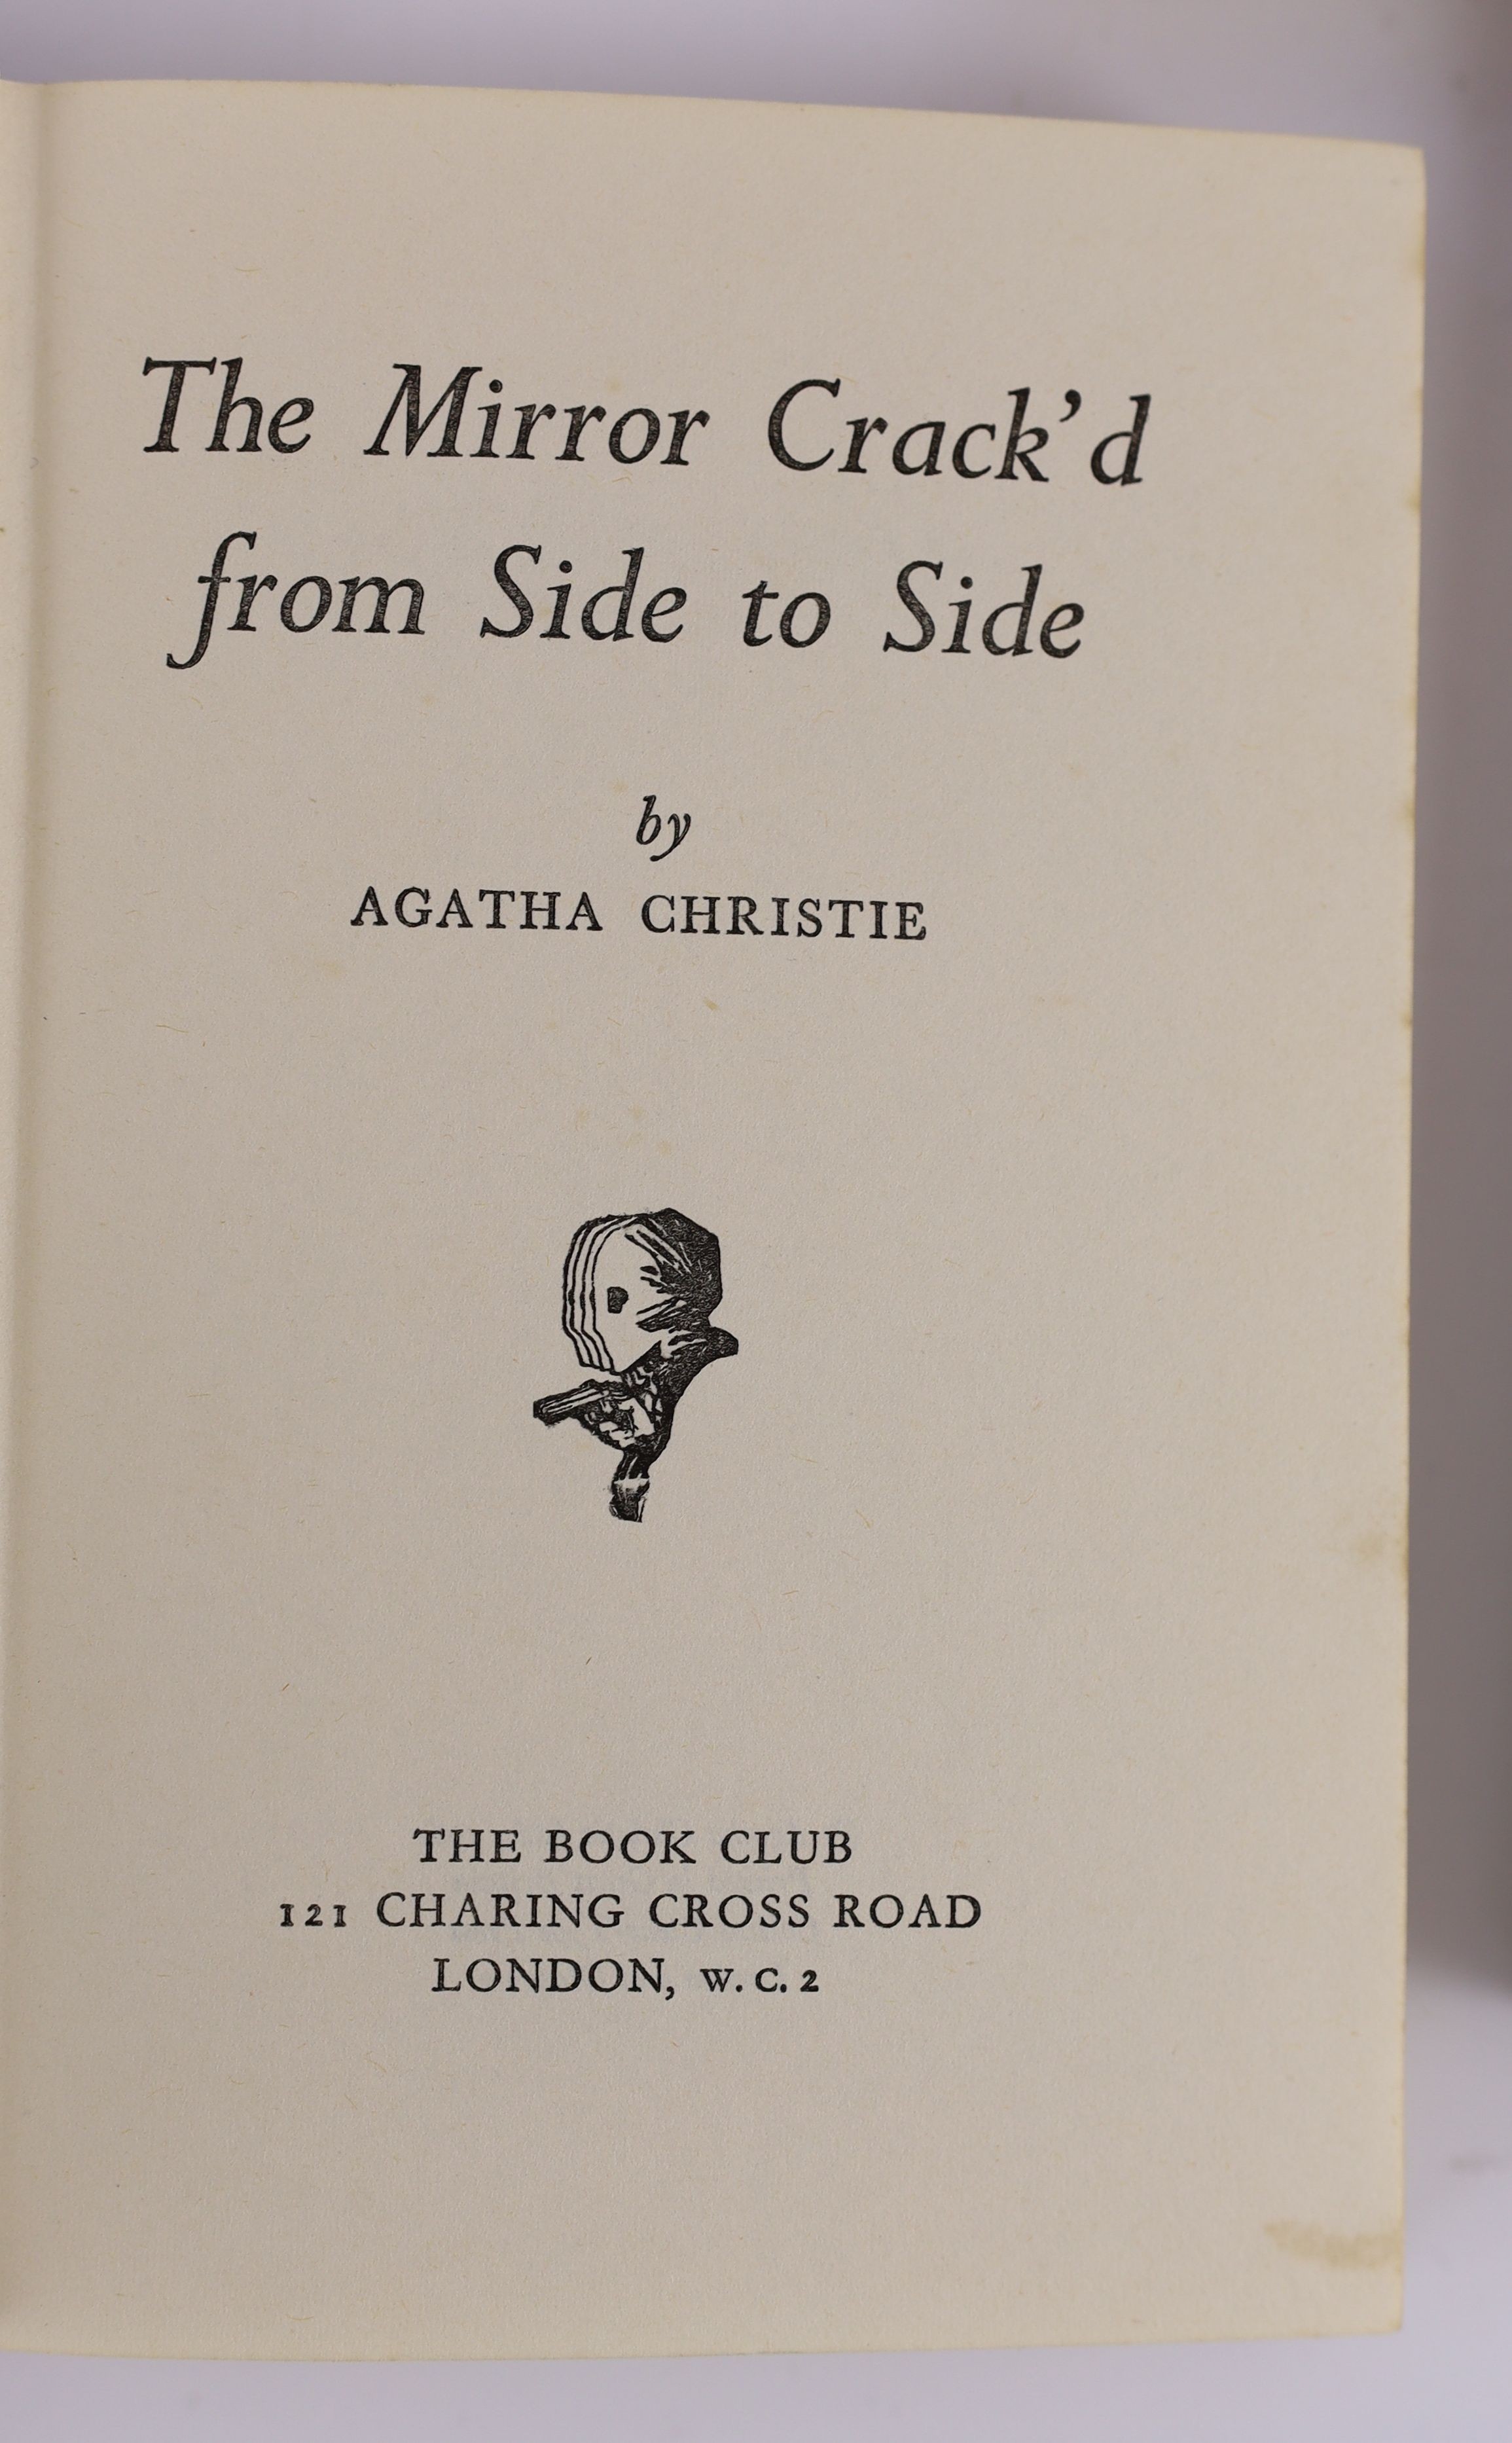 The Mirror Crack’d
from Side to Side
by
AGATHA CHRISTIE
THE BOOK CLUB
121 CHARING CROSS ROAD
LONDON, W. C. 2